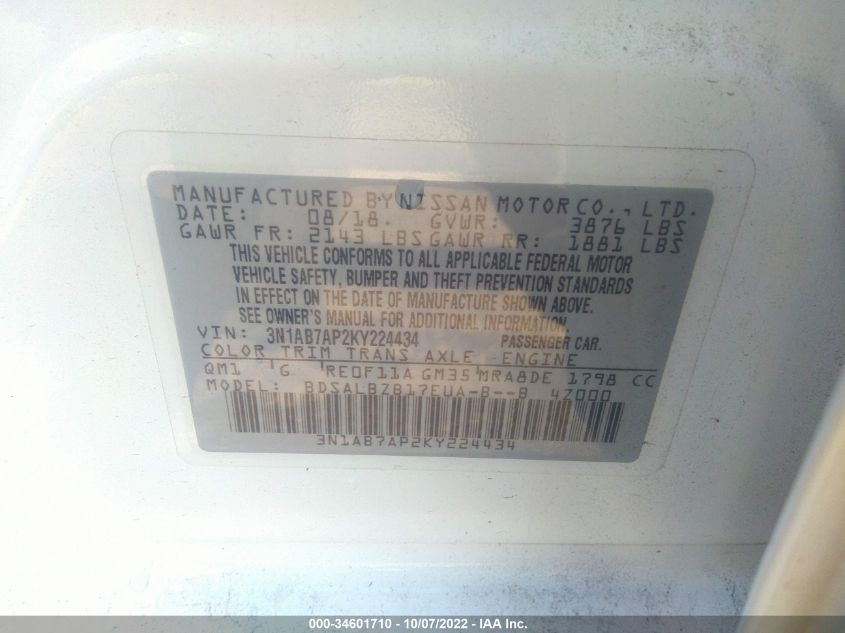 MANUFACTURED BY NISSAN MOTOR CO., LTD.
DATE: 08/18. GVWR: 3876 LBS
GAWR FR: 2143 LBS GAWR RR: 1881 LBS
THIS VEHICLE CONFORMS TO ALL APPLICABLE FEDERAL MOTOR
VEHICLE SAFETY, BUMPER AND THEFT PREVENTION STANDARDS
IN EFFECT ON THE DATE OF MANUFACTURE SHOWN ABOVE.
SEE OWNER'S MANUAL FOR ADDITIONAL INFORMATION.
VIN: 3N1AB7AP2KY224434 PASSENGER CAR.
COLOR TRIM TRANS AXLE ENGINE
QM1 G RE0F11A GM35 MRA8DE 1798 CC
MODEL: BDSALBZB17EUA-B--B 4Z000
3N1AB7AP2KY224434
000-34601710 - 10/07/2022 - IAA Inc.